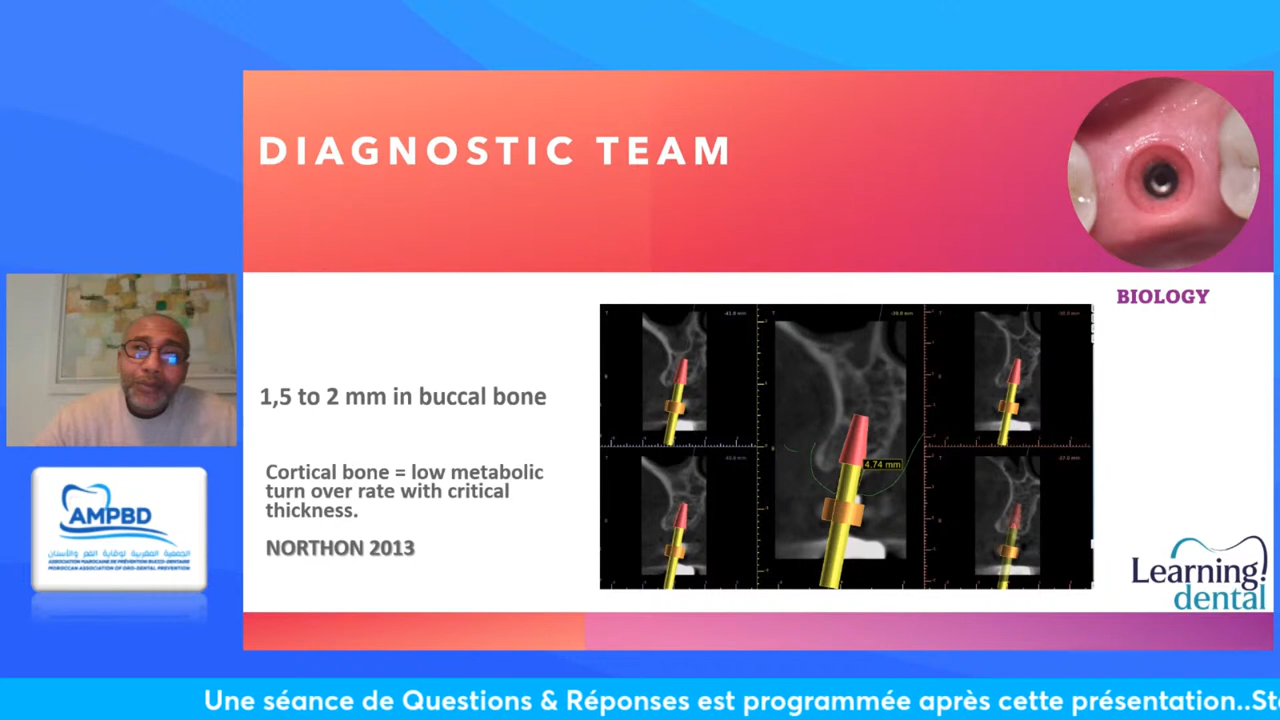 DIAGNOSTIC TEAM
BIOLOGY
1,5 to 2 mm in buccal bone
Cortical bone = low metabolic
turn over rate with critical
thickness.
NORTHON 2013
4.74 mm
AMPBD
الجمعية المغربية لوقاية الفم والأسنان
ASSOCIATION MAROCAINE DE PRÉVENTION BUCCO-DENTAIRE
MOROCCAN ASSOCIATION OF ORO-DENTAL PREVENTION
Learning!
dental
Une séance de Questions & Réponses est programmée après cette présentation..St